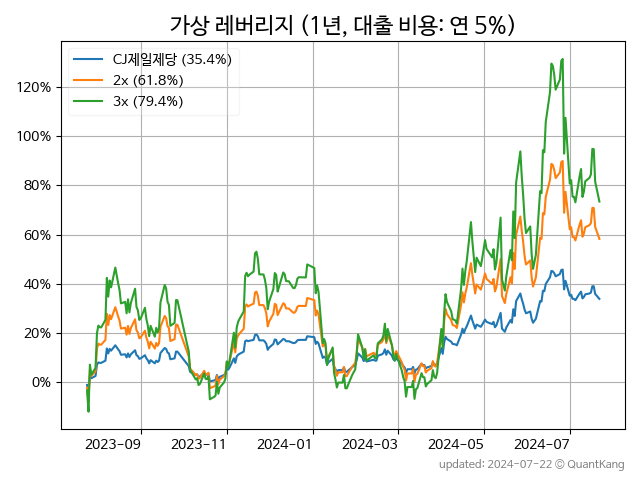 가상 레버리지 (1년, 대출 비용: 연 5%)
CJ제일제당 (35.4%)
2x (61.8%)
3x (79.4%)
120%
100%
80%
60%
40%
20%
0%
2023-09 2023-11 2024-01 2024-03 2024-05 2024-07
updated: 2024-07-22 © QuantKang